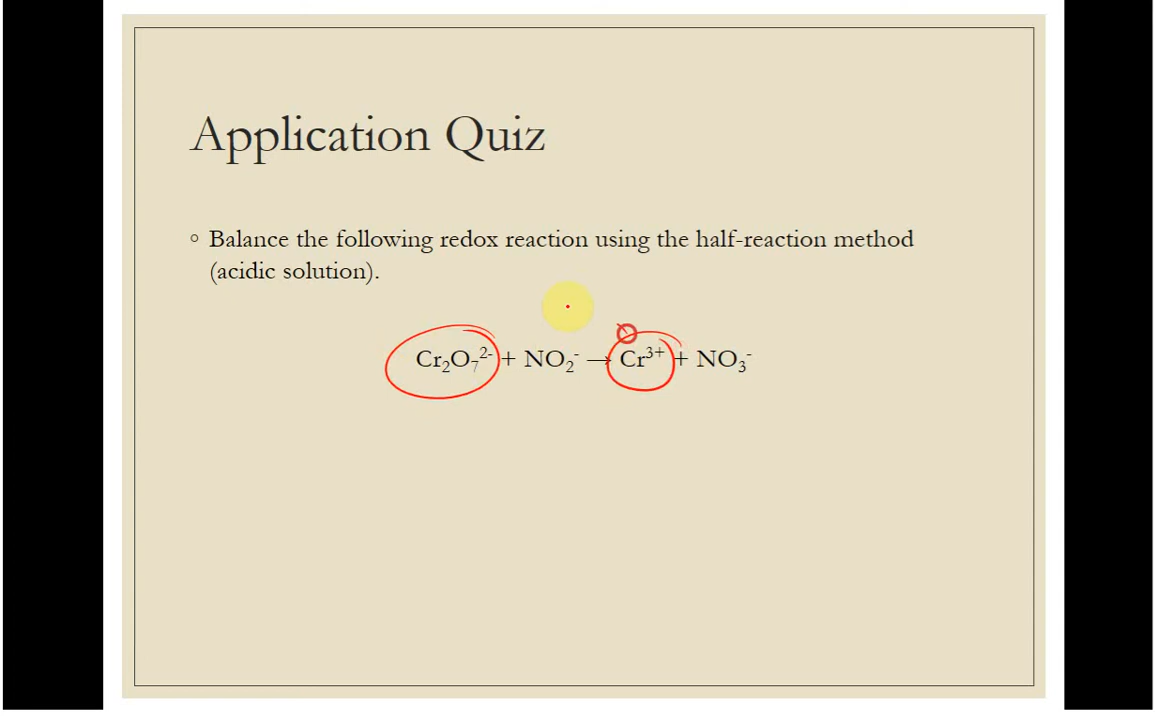 Application Quiz
◦ Balance the following redox reaction using the half-reaction method
(acidic solution).
Cr₂O₇²⁻ + NO₂⁻ → Cr³⁺ + NO₃⁻